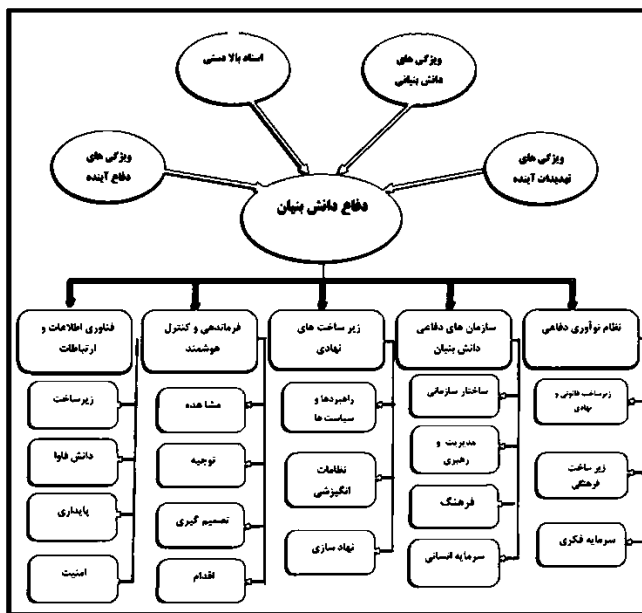 اسناد بالا دستی
ویژگی های
دانش بنیانی
ویژگی های
تهدیدات آینده
ویژگی های
دفاع آینده
دفاع دانش بنیان
نظام نوآوری دفاعی
زیرساخت قانونی و
نهادی
زیر ساخت
فرهنگی
سرمایه فکری
سازمان های دفاعی
دانش بنیان
ساختار سازمانی
مدیریت و
رهبری
فرهنگ
سرمایه انسانی
زیر ساخت های
نهادی
راهبردها و
سیاست ها
نظامات
انگیزشی
نهاد سازی
فرماندهی و کنترل
هوشمند
مشاهده
توجیه
تصمیم گیری
اقدام
فناوری اطلاعات و
ارتباطات
زیرساخت
دانش فاوا
پایداری
امنیت